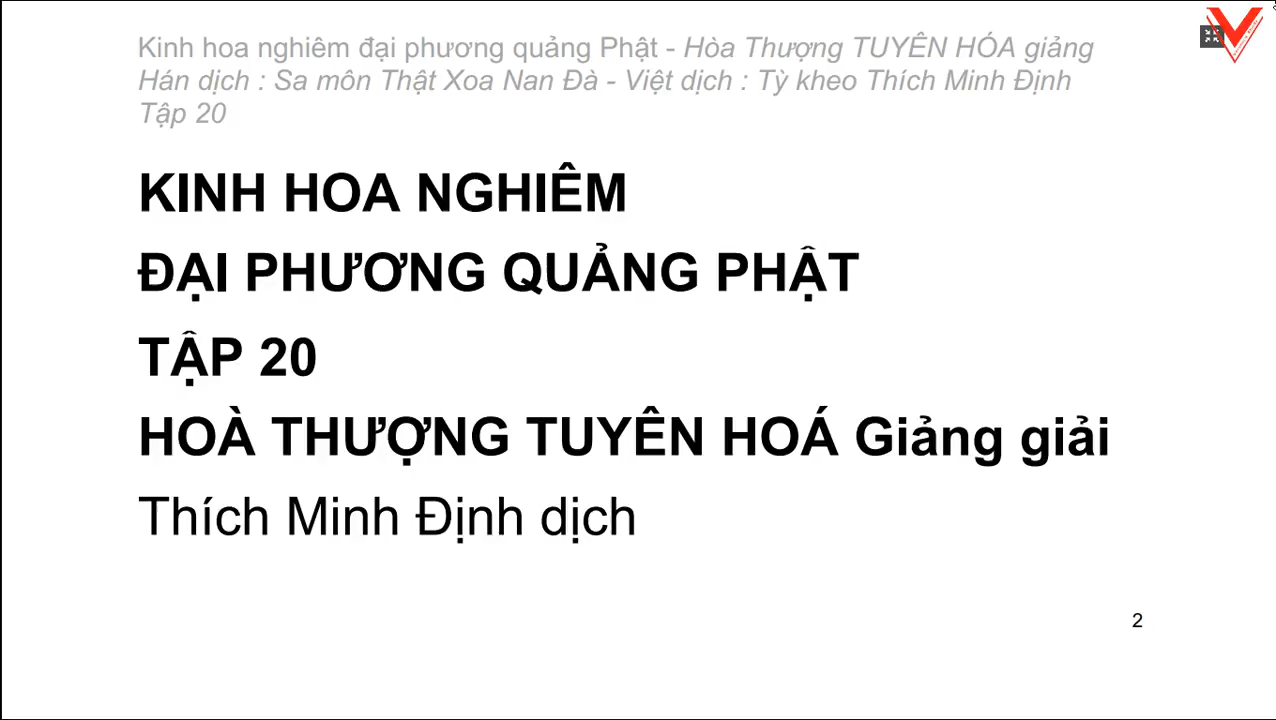 Kinh hoa nghiêm đại phương quảng Phật - Hòa Thượng TUYÊN HÓA giảng
Hán dịch : Sa môn Thật Xoa Nan Đà - Việt dịch : Tỳ kheo Thích Minh Định
Tập 20
KINH HOA NGHIÊM
ĐẠI PHƯƠNG QUẢNG PHẬT
TẬP 20
HOÀ THƯỢNG TUYÊN HOÁ Giảng giải
Thích Minh Định dịch
2